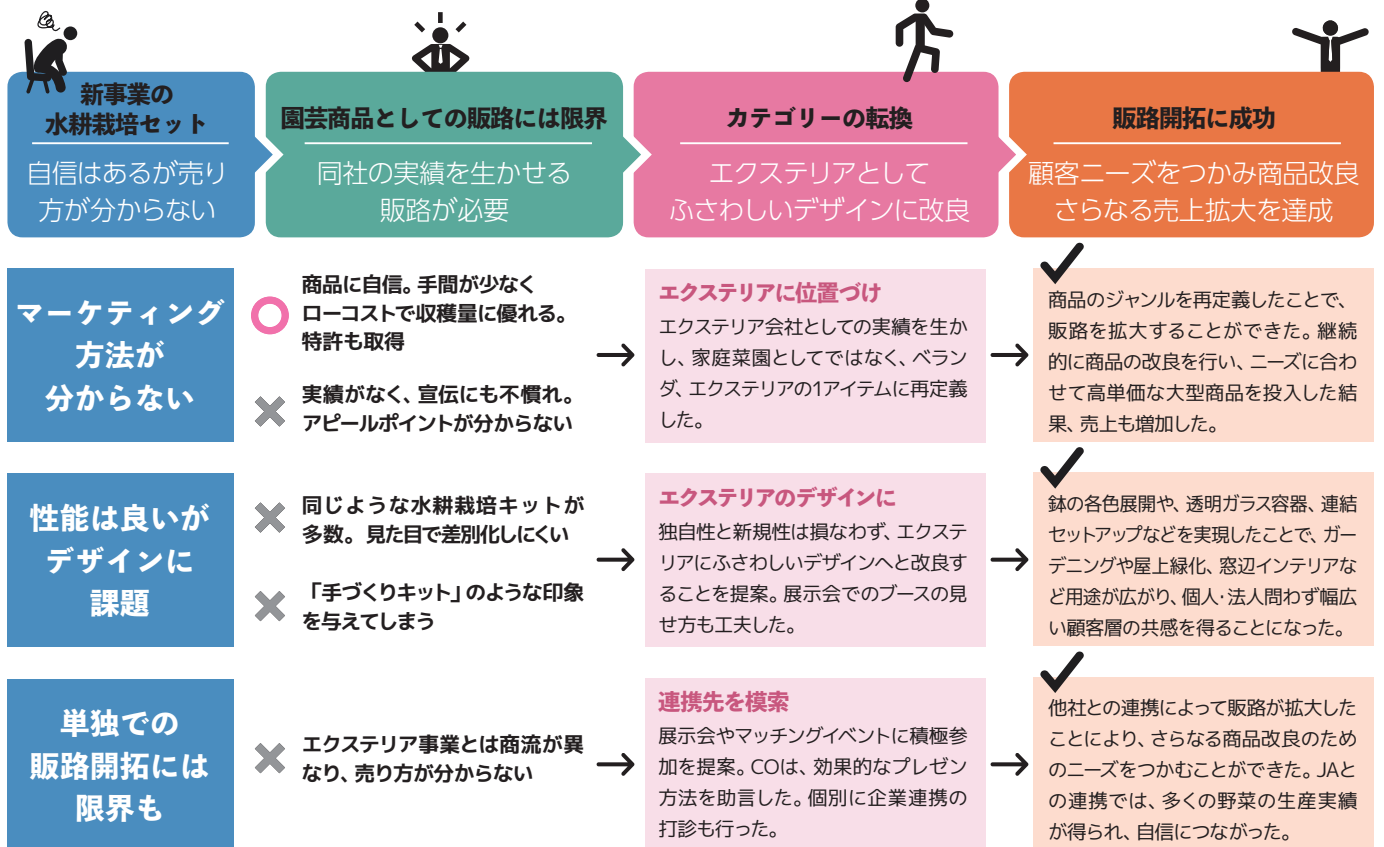 新事業の
水耕栽培セット
自信はあるが売り
方が分からない
園芸商品としての販路には限界
同社の実績を生かせる
販路が必要
カテゴリーの転換
エクステリアとして
ふさわしいデザインに改良
販路開拓に成功
顧客ニーズをつかみ商品改良
さらなる売上拡大を達成
マーケティング
方法が
分からない
商品に自信。手間が少なく
ローコストで収穫量に優れる。
特許も取得
実績がなく、宣伝にも不慣れ。
アピールポイントが分からない
エクステリアに位置づけ
エクステリア会社としての実績を生か
し、家庭菜園としてではなく、ベラン
ダ、エクステリアの1アイテムに再定義
した。
商品のジャンルを再定義したことで、
販路を拡大することができた。継続
的に商品の改良を行い、ニーズに合わ
せて高単価な大型商品を投入した結
果、売上も増加した。
性能は良いが
デザインに
課題
同じような水耕栽培キットが
多数。見た目で差別化しにくい
「手づくりキット」のような印象
を与えてしまう
エクステリアのデザインに
独自性と新規性は損なわず、エクステ
リアにふさわしいデザインへと改良す
ることを提案。展示会でのブースの見
せ方も工夫した。
鉢の各色展開や、透明ガラス容器、連結
セットアップなどを実現したことで、ガー
デニングや屋上緑化、窓辺インテリアな
ど用途が広がり、個人・法人問わず幅広
い顧客層の共感を得ることになった。
単独での
販路開拓には
限界も
エクステリア事業とは商流が異
なり、売り方が分からない
連携先を模索
展示会やマッチングイベントに積極参
加を提案。COは、効果的なプレゼン
方法を助言した。個別に企業連携の
打診も行った。
他社との連携によって販路が拡大した
ことにより、さらなる商品改良のため
のニーズをつかむことができた。JAと
の連携では、多くの野菜の生産実績
が得られ、自信につながった。